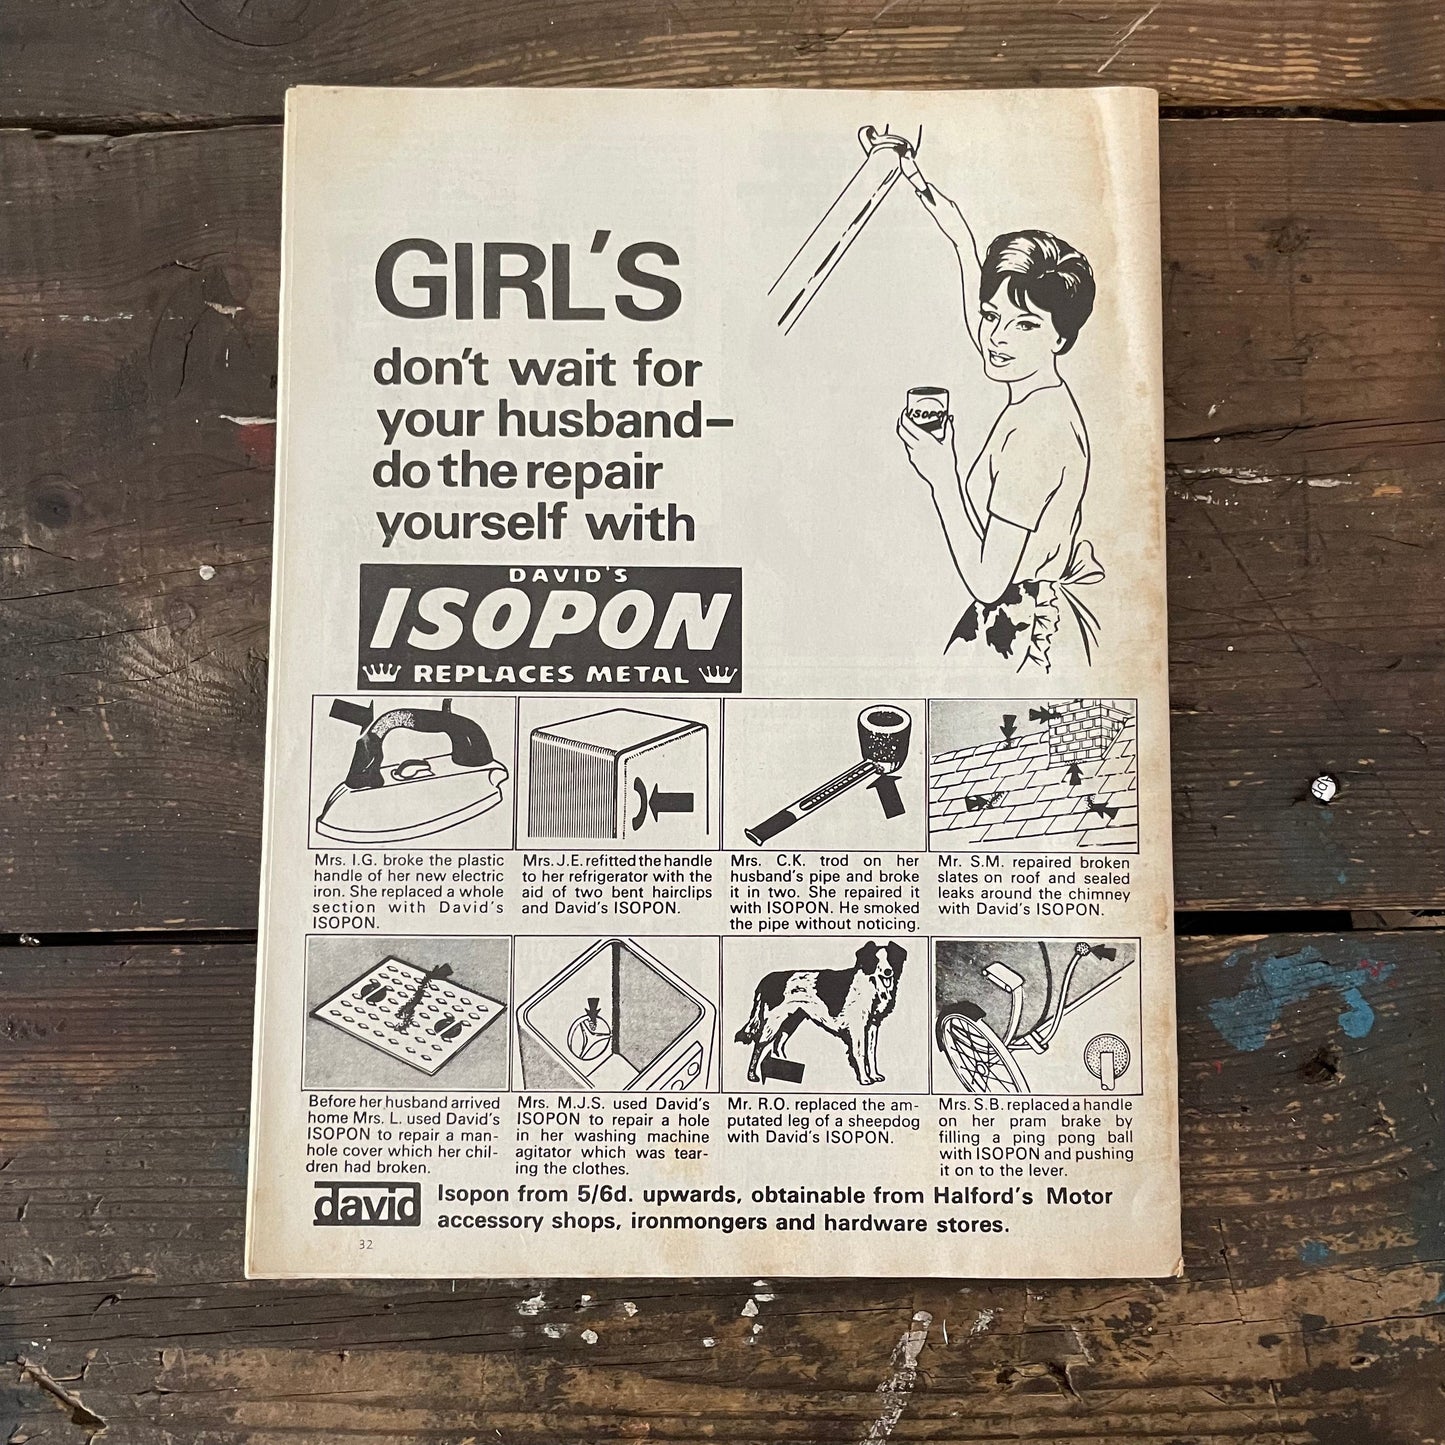 GIRL'S
don't wait for
your husband–
do the repair
yourself with
DAVID'S
ISOPON
REPLACES METAL
ISOPON
Mrs. I.G. broke the plastic
handle of her new electric
iron. She replaced a whole
section with David's
ISOPON.
Mrs. J.E. refitted the handle
to her refrigerator with the
aid of two bent hairclips
and David's ISOPON.
Mrs. C.K. trod on her
husband's pipe and broke
it in two. She repaired it
with ISOPON. He smoked
the pipe without noticing.
Mr. S.M. repaired broken
slates on roof and sealed
leaks around the chimney
with David's ISOPON.
Before her husband arrived
home Mrs. L. used David's
ISOPON to repair a man-
hole cover which her chil-
dren had broken.
Mrs. M.J.S. used David's
ISOPON to repair a hole
in her washing machine
agitator which was tear-
ing the clothes.
Mr. R.O. replaced the am-
putated leg of a sheepdog
with David's ISOPON.
Mrs. S.B. replaced a handle
on her pram brake by
filling a ping pong ball
with ISOPON and pushing
it on to the lever.
david
Isopon from 5/6d. upwards, obtainable from Halford's Motor
accessory shops, ironmongers and hardware stores.
32